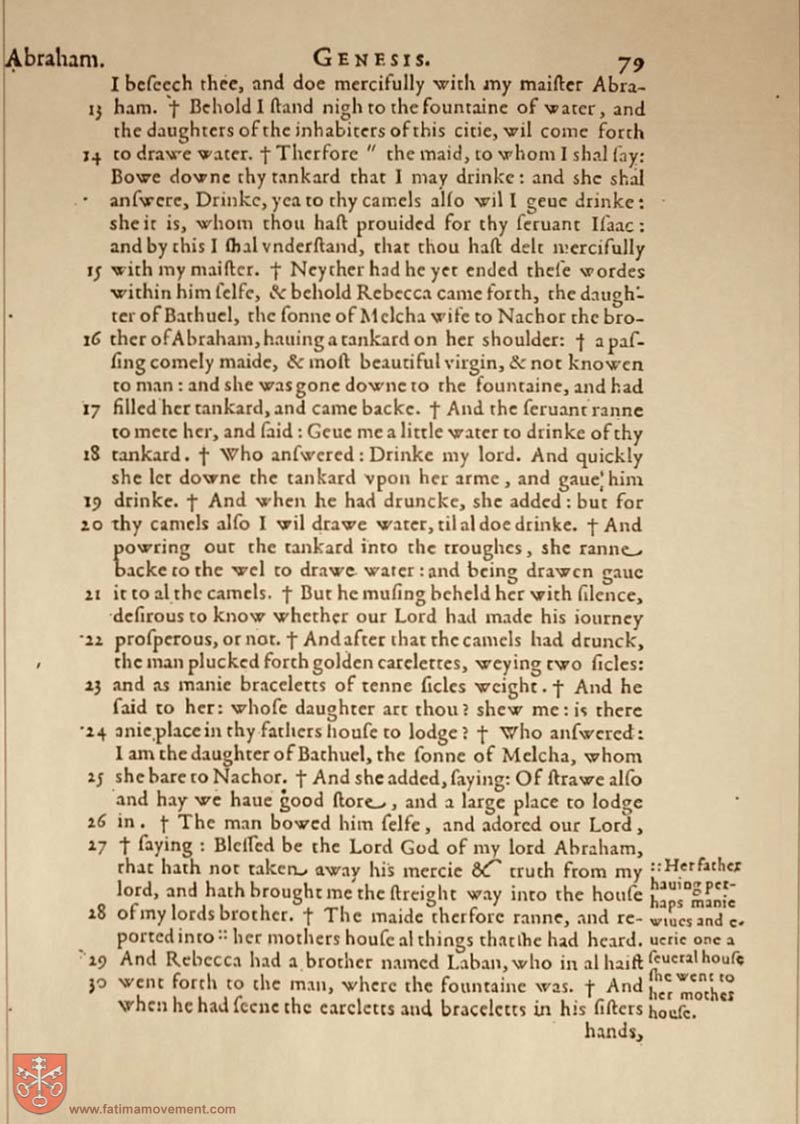 Abraham. GENESIS. 79
I beſeech thee, and doe mercifully with my maiſter Abra-
13 ham. † Behold I ſtand nigh to the fountaine of water, and
the daughters of the inhabiters of this citie, wil come forth
14 to drawe water. † Therfore " the maid, to whom I shal ſay:
Bowe downe thy tankard that I may drinke: and she shal
anſwere, Drinke, yea to thy camels alſo wil I geue drinke:
she it is, whom thou haſt prouided for thy ſeruant Iſaac:
and by this I ſhal vnderſtand, that thou haſt delt mercifully
15 with my maiſter. † Neyther had he yet ended theſe wordes
within him ſelfe, & behold Rebecca came forth, the daugh-
ter of Bathuel, the ſonne of Melcha wife to Nachor the bro-
16 ther of Abraham, hauing a tankard on her shoulder: † a paſ-
ſing comely maide, & moſt beautiful virgin, & not knowen
to man: and she was gone downe to the fountaine, and had
17 filled her tankard, and came backe. † And the ſeruant ranne
to mete her, and ſaid: Geue me a little water to drinke of thy
18 tankard. † Who anſwered: Drinke my lord. And quickly
she let downe the tankard vpon her arme, and gaue him
19 drinke. † And when he had druncke, she added: but for
20 thy camels alſo I wil drawe water, til al doe drinke. † And
powring out the tankard into the troughes, she ranne
backe to the wel to drawe water: and being drawen gaue
21 it to al the camels. † But he muſing beheld her with ſilence,
deſirous to know whether our Lord had made his iourney
22 proſperous, or not. † And after that the camels had drunck,
the man plucked forth golden earelettes, weying two ſicles:
23 and as manie braceletts of tenne ſicles weight. † And he
ſaid to her: whoſe daughter art thou? shew me: is there
24 anie place in thy fathers houſe to lodge? † Who anſwered:
I am the daughter of Bathuel, the ſonne of Melcha, whom
25 she bare to Nachor. † And she added, ſaying: Of ſtrawe alſo
and hay we haue good ſtore, and a large place to lodge
26 in. † The man bowed him ſelfe, and adored our Lord,
27 † ſaying: Bleſſed be the Lord God of my lord Abraham,
that hath not taken away his mercie & truth from my
lord, and hath brought me the ſtreight way into the houſe
28 of my lords brother. † The maide therfore ranne, and re-
ported into :: her mothers houſe al things that ſhe had heard.
29 And Rebecca had a brother named Laban, who in al haiſt
30 went forth to the man, where the fountaine was. † And
when he had ſeene the eareletts and braceletts in his ſiſters
hands,
:: Her father
hauing per-
haps manie
wiues and e-
uerie one a
ſeueral houſe
ſhe went to
her mother
houſe.
www.fatimamovement.com